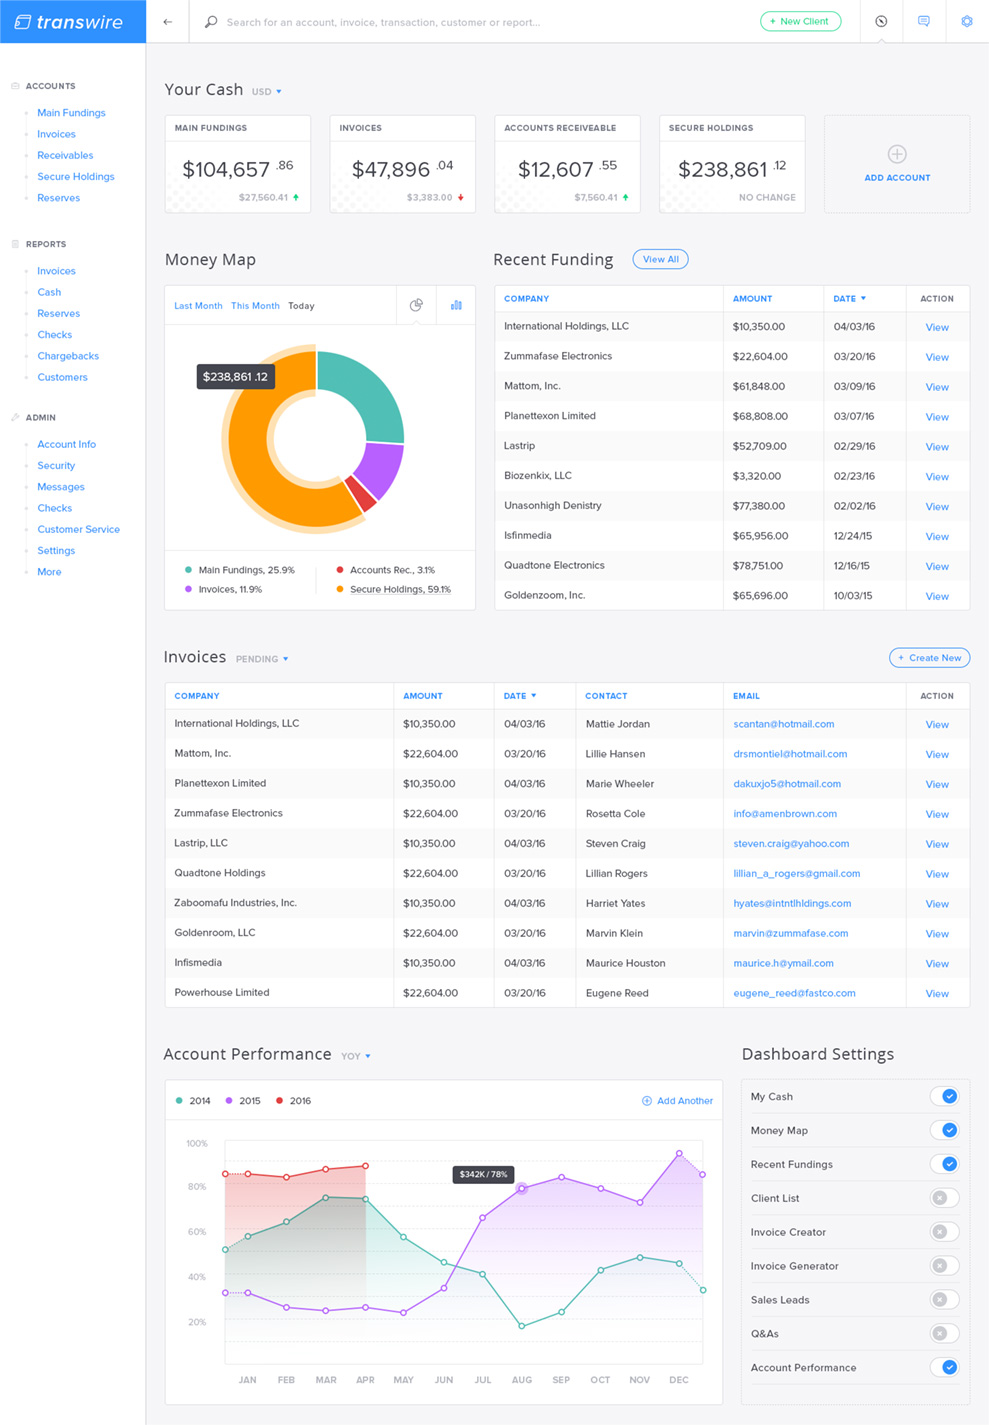 transwire
Search for an account, invoice, transaction, customer or report...
+ New Client
ACCOUNTS
Main Fundings
Invoices
Receivables
Secure Holdings
Reserves
REPORTS
Invoices
Cash
Reserves
Checks
Chargebacks
Customers
ADMIN
Account Info
Security
Messages
Checks
Customer Service
Settings
More
Your Cash USD
MAIN FUNDINGS
$104,657 .86
$27,560.41
INVOICES
$47,896 .04
$3,383.00
ACCOUNTS RECEIVEABLE
$12,607 .55
$7,560.41
SECURE HOLDINGS
$238,861 .12
NO CHANGE
ADD ACCOUNT
Money Map
Last Month This Month Today
$238,861 .12
Main Fundings, 25.9% Accounts Rec., 3.1%
Invoices, 11.9% Secure Holdings, 59.1%
Recent Funding View All
COMPANY AMOUNT DATE ACTION
International Holdings, LLC $10,350.00 04/03/16 View
Zummafase Electronics $22,604.00 03/20/16 View
Mattom, Inc. $61,848.00 03/09/16 View
Planettexon Limited $68,808.00 03/07/16 View
Lastrip $52,709.00 02/29/16 View
Biozenkix, LLC $3,320.00 02/23/16 View
Unasonhigh Denistry $77,380.00 02/02/16 View
Isfinmedia $65,956.00 12/24/15 View
Quadtone Electronics $78,751.00 12/16/15 View
Goldenzoom, Inc. $65,696.00 10/03/15 View
Invoices PENDING + Create New
COMPANY AMOUNT DATE CONTACT EMAIL ACTION
International Holdings, LLC $10,350.00 04/03/16 Mattie Jordan scantan@hotmail.com View
Mattom, Inc. $22,604.00 03/20/16 Lillie Hansen drsmontiel@hotmail.com View
Planettexon Limited $10,350.00 04/03/16 Marie Wheeler dakuxjo5@hotmail.com View
Zummafase Electronics $22,604.00 03/20/16 Rosetta Cole info@amenbrown.com View
Lastrip, LLC $10,350.00 04/03/16 Steven Craig steven.craig@yahoo.com View
Quadtone Holdings $22,604.00 03/20/16 Lillian Rogers lillian_a_rogers@gmail.com View
Zaboomafu Industries, Inc. $10,350.00 04/03/16 Harriet Yates hyates@intntlhldings.com View
Goldenroom, LLC $22,604.00 03/20/16 Marvin Klein marvin@zummafase.com View
Infismedia $10,350.00 04/03/16 Maurice Houston maurice.h@ymail.com View
Powerhouse Limited $22,604.00 03/20/16 Eugene Reed eugene_reed@fastco.com View
Account Performance YOY
2014 2015 2016 Add Another
100%
80%
60%
40%
20%
$342K / 78%
JAN FEB MAR APR MAY JUN JUL AUG SEP OCT NOV DEC
Dashboard Settings
My Cash
Money Map
Recent Fundings
Client List
Invoice Creator
Invoice Generator
Sales Leads
Q&As
Account Performance